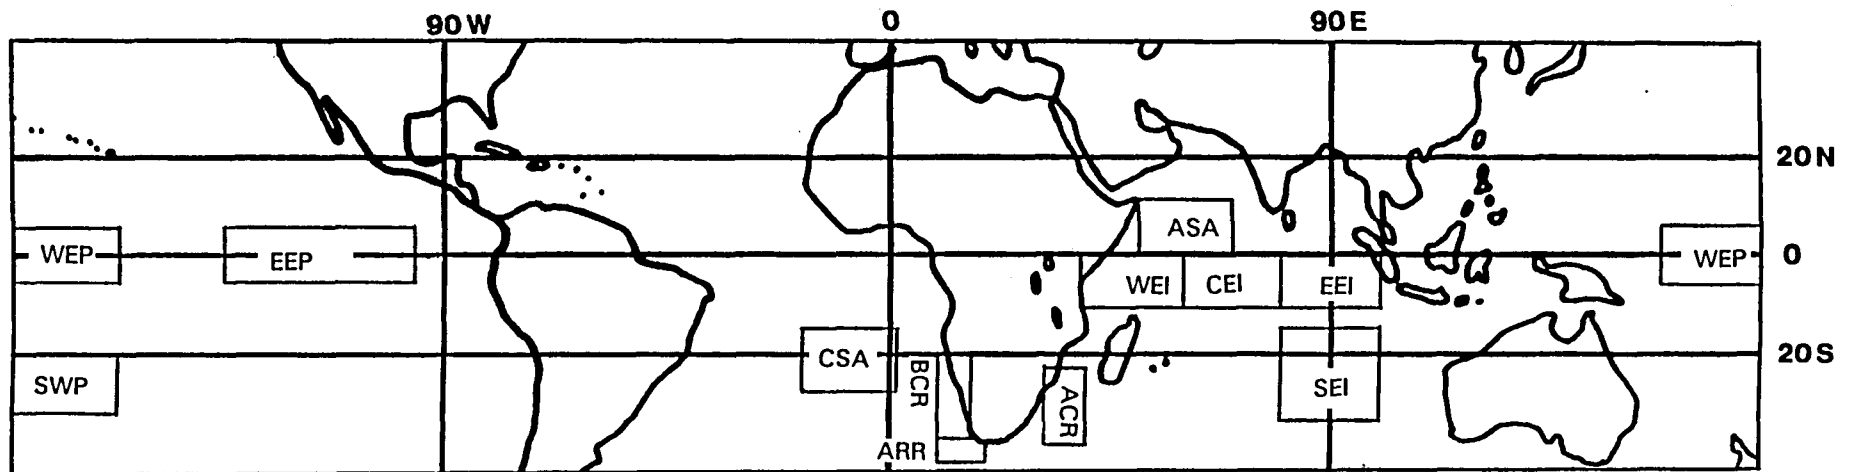 90W 0 90E
20N
ASA
WEP EEP WEI CEI EEI WEP 0
CSA 20S
SWP BCR ACR SEI
ARR